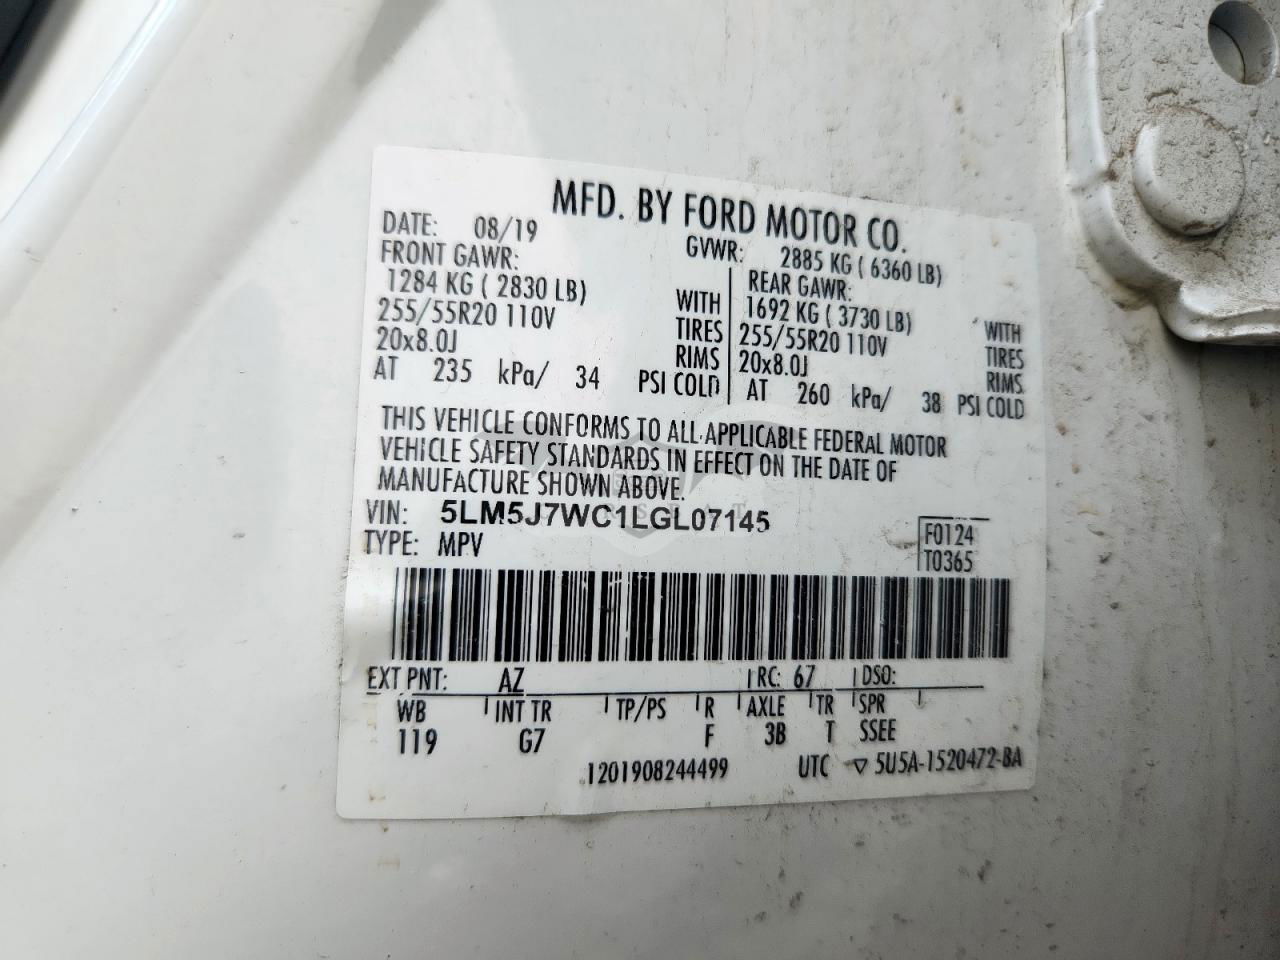 MFD. BY FORD MOTOR CO.
DATE: 08/19 GVWR: 2885 KG ( 6360 LB)
FRONT GAWR: REAR GAWR:
1284 KG ( 2830 LB) WITH 1692 KG ( 3730 LB) WITH
255/55R20 110V TIRES 255/55R20 110V TIRES
20x8.0J RIMS 20x8.0J RIMS
AT 235 kPa/ 34 PSI COLD AT 260 kPa/ 38 PSI COLD
THIS VEHICLE CONFORMS TO ALL APPLICABLE FEDERAL MOTOR
VEHICLE SAFETY STANDARDS IN EFFECT ON THE DATE OF
MANUFACTURE SHOWN ABOVE.
VIN: 5LM5J7WC1LGL07145 F0124
TYPE: MPV T0365
EXT PNT: AZ RC: 67 DSO:
WB INT TR TP/PS R AXLE TR SPR
119 G7 F 3B T SSEE
1201908244499 UTC ▽ 5U5A-1520472-BA